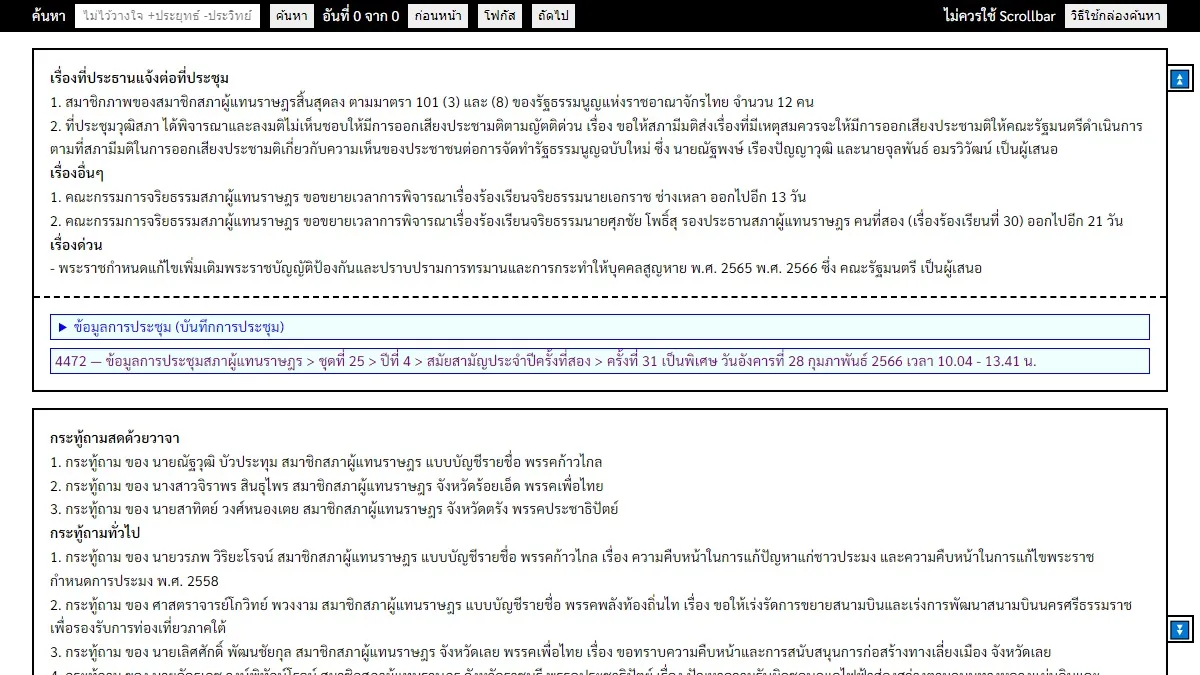 ค้นหา ไม่ไว้วางใจ +ประยุทธ์ -ประวิทย์ ค้นหา อันที่ 0 จาก 0 ก่อนหน้า โฟกัส ถัดไป ไม่ควรใช้ Scrollbar วิธีใช้กล่องค้นหา
เรื่องที่ประธานแจ้งต่อที่ประชุม
1. สมาชิกภาพของสมาชิกสภาผู้แทนราษฎรสิ้นสุดลง ตามมาตรา 101 (3) และ (8) ของรัฐธรรมนูญแห่งราชอาณาจักรไทย จำนวน 12 คน
2. ที่ประชุมวุฒิสภา ได้พิจารณาและลงมติไม่เห็นชอบให้มีการออกเสียงประชามติตามญัตติด่วน เรื่อง ขอให้สภามีมติส่งเรื่องที่มีเหตุสมควรจะให้มีการออกเสียงประชามติให้คณะรัฐมนตรีดำเนินการ
ตามที่สภามีมติในการออกเสียงประชามติเกี่ยวกับความเห็นของประชาชนต่อการจัดทำรัฐธรรมนูญฉบับใหม่ ซึ่ง นายณัฐพงษ์ เรืองปัญญาวุฒิ และนายจุลพันธ์ อมรวิวัฒน์ เป็นผู้เสนอ
เรื่องอื่นๆ
1. คณะกรรมการจริยธรรมสภาผู้แทนราษฎร ขอขยายเวลาการพิจารณาเรื่องร้องเรียนจริยธรรมนายเอกราช ช่างเหลา ออกไปอีก 13 วัน
2. คณะกรรมการจริยธรรมสภาผู้แทนราษฎร ขอขยายเวลาการพิจารณาเรื่องร้องเรียนจริยธรรมนายศุภชัย โพธิ์สุ รองประธานสภาผู้แทนราษฎร คนที่สอง (เรื่องร้องเรียนที่ 30) ออกไปอีก 21 วัน
เรื่องด่วน
- พระราชกำหนดแก้ไขเพิ่มเติมพระราชบัญญัติป้องกันและปราบปรามการทรมานและการกระทำให้บุคคลสูญหาย พ.ศ. 2565 พ.ศ. 2566 ซึ่ง คณะรัฐมนตรี เป็นผู้เสนอ
ข้อมูลการประชุม (บันทึกการประชุม)
4472 — ข้อมูลการประชุมสภาผู้แทนราษฎร > ชุดที่ 25 > ปีที่ 4 > สมัยสามัญประจำปีครั้งที่สอง > ครั้งที่ 31 เป็นพิเศษ วันอังคารที่ 28 กุมภาพันธ์ 2566 เวลา 10.04 - 13.41 น.
กระทู้ถามสดด้วยวาจา
1. กระทู้ถาม ของ นายณัฐวุฒิ บัวประทุม สมาชิกสภาผู้แทนราษฎร แบบบัญชีรายชื่อ พรรคก้าวไกล
2. กระทู้ถาม ของ นางสาวจิราพร สินธุไพร สมาชิกสภาผู้แทนราษฎร จังหวัดร้อยเอ็ด พรรคเพื่อไทย
3. กระทู้ถาม ของ นายสาทิตย์ วงศ์หนองเตย สมาชิกสภาผู้แทนราษฎร จังหวัดตรัง พรรคประชาธิปัตย์
กระทู้ถามทั่วไป
1. กระทู้ถาม ของ นายวรภพ วิริยะโรจน์ สมาชิกสภาผู้แทนราษฎร แบบบัญชีรายชื่อ พรรคก้าวไกล เรื่อง ความคืบหน้าในการแก้ปัญหาแก่ชาวประมง และความคืบหน้าในการแก้ไขพระราช
กำหนดการประมง พ.ศ. 2558
2. กระทู้ถาม ของ ศาสตราจารย์โกวิทย์ พวงงาม สมาชิกสภาผู้แทนราษฎร แบบบัญชีรายชื่อ พรรคพลังท้องถิ่นไท เรื่อง ขอให้เร่งรัดการขยายสนามบินและเร่งการพัฒนาสนามบินนครศรีธรรมราช
เพื่อรองรับการท่องเที่ยวภาคใต้
3. กระทู้ถาม ของ นายเลิศศักดิ์ พัฒนชัยกุล สมาชิกสภาผู้แทนราษฎร จังหวัดเลย พรรคเพื่อไทย เรื่อง ขอทราบความคืบหน้าและการสนับสนุนการก่อสร้างทางเลี่ยงเมือง จังหวัดเลย